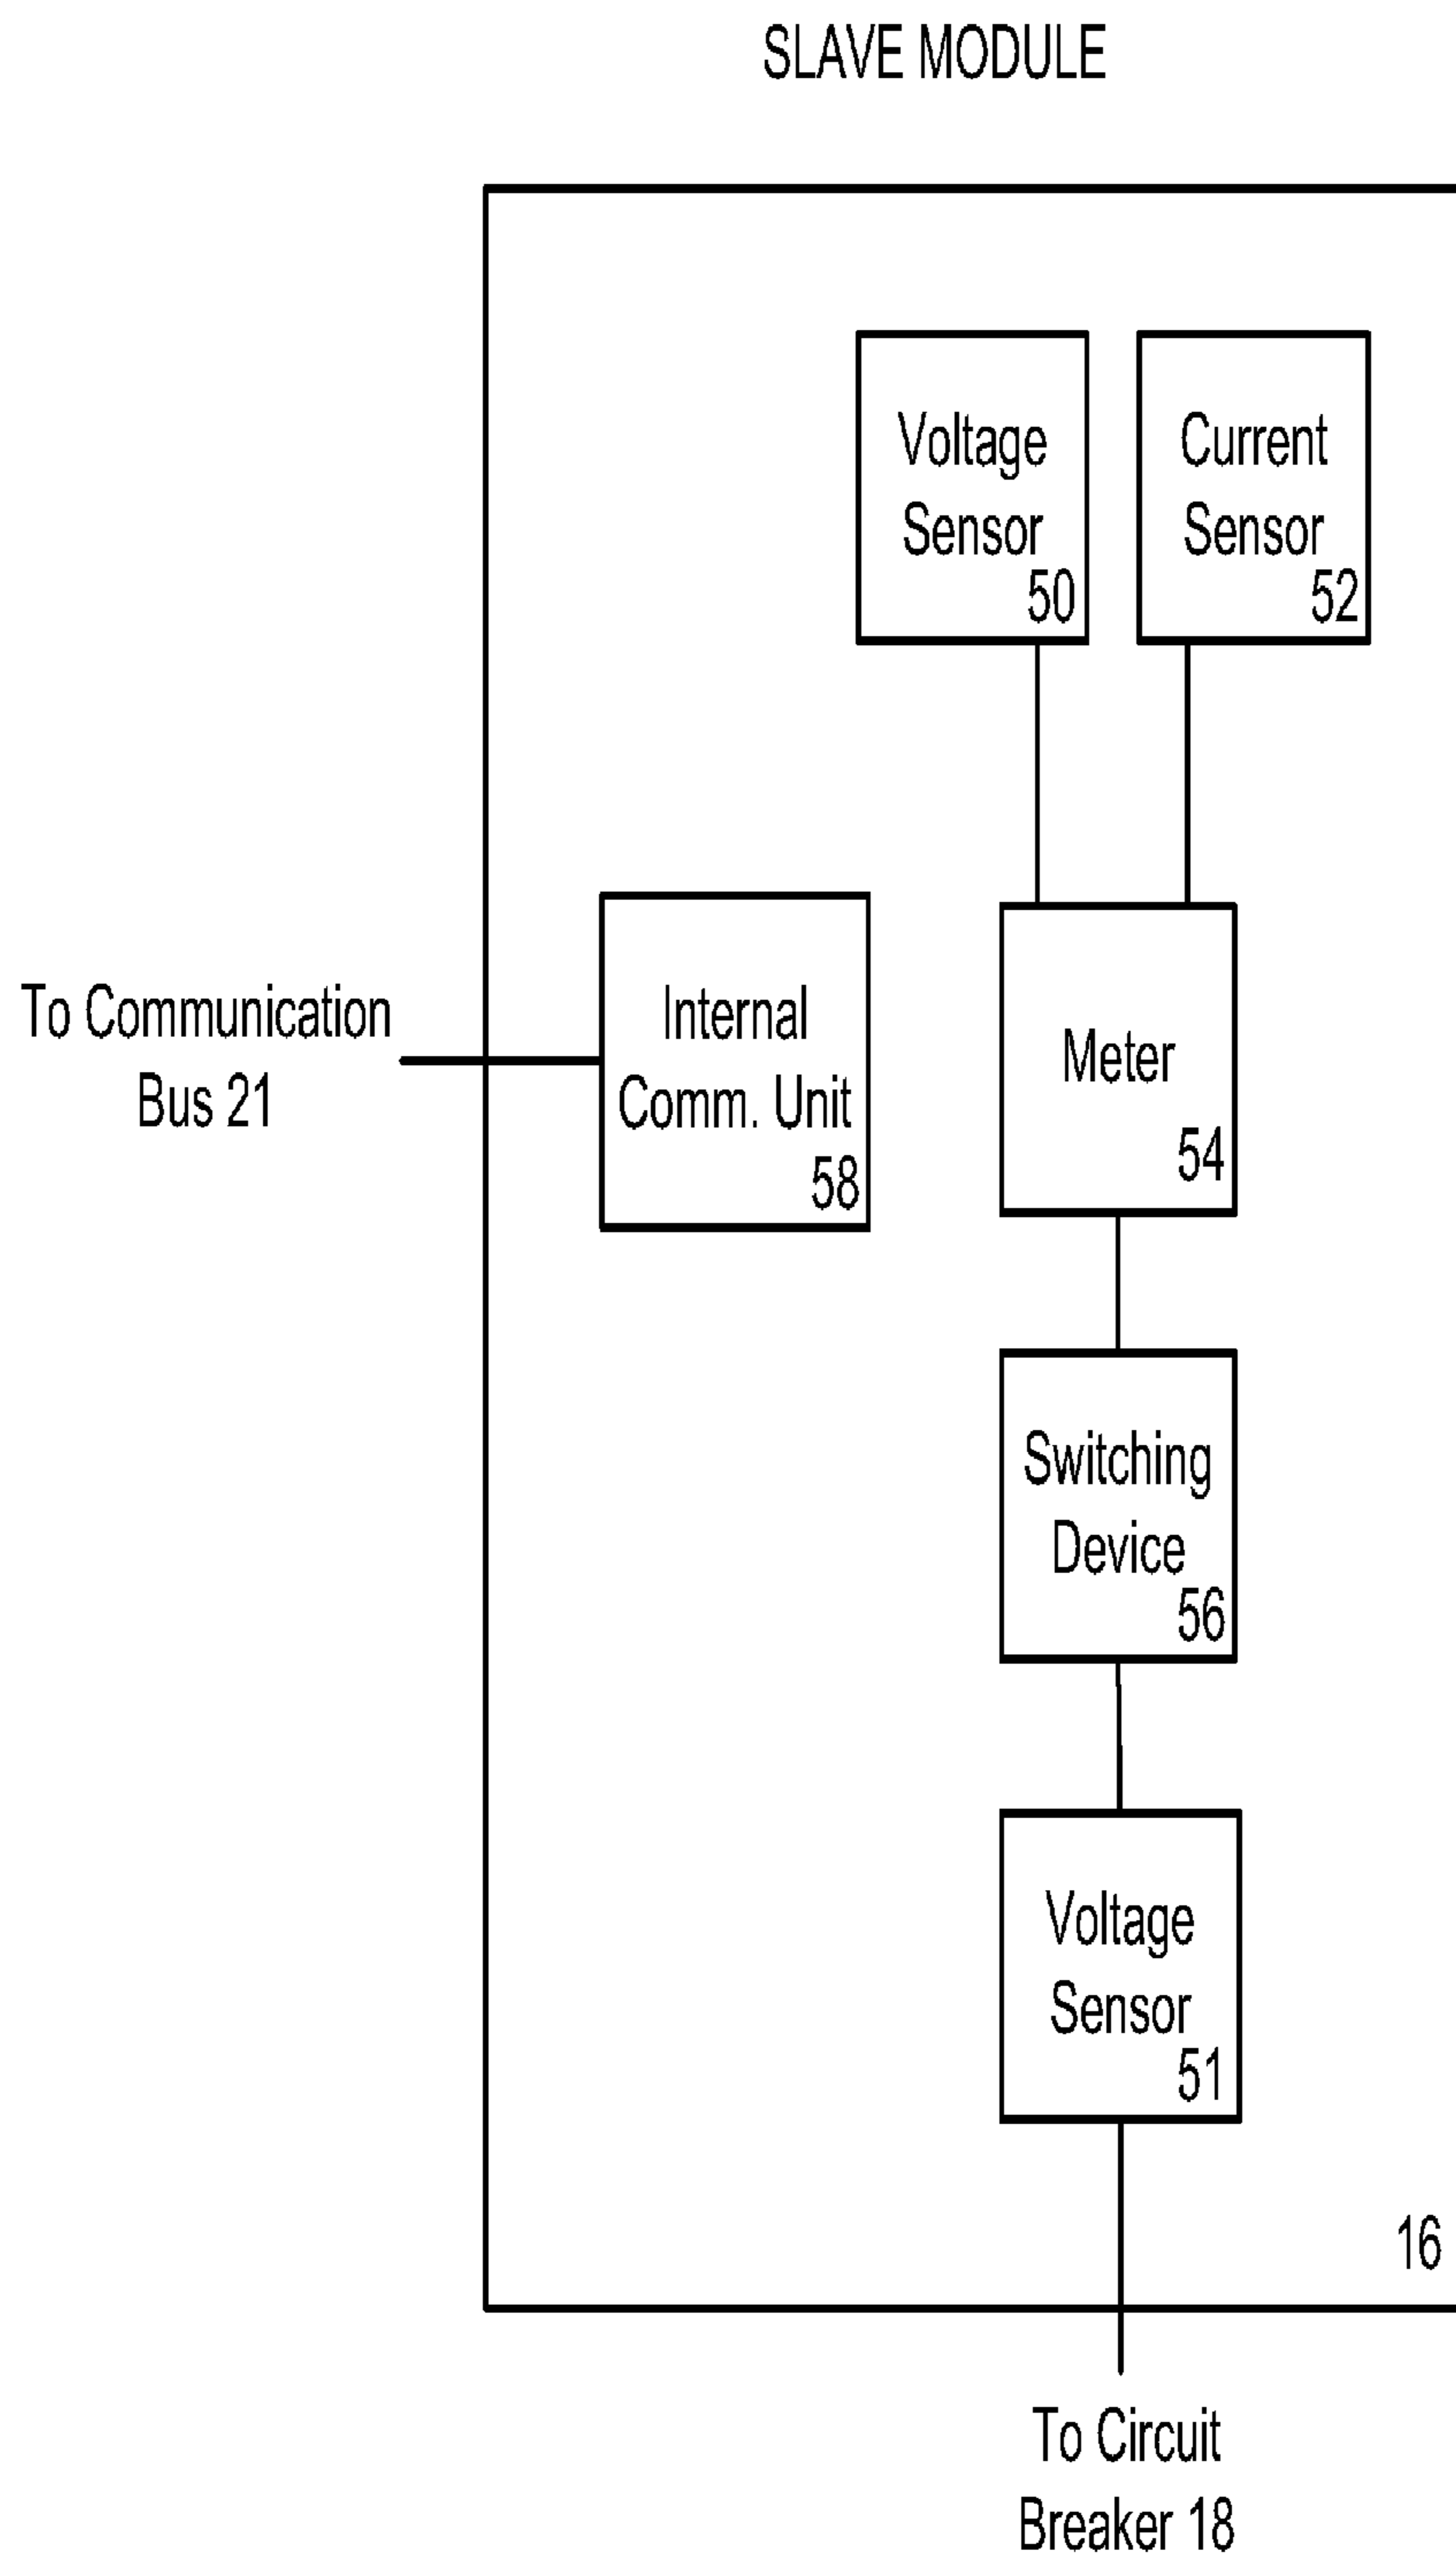 SLAVE MODULE
Voltage
Sensor
50
Current
Sensor
52
To Communication
Bus 21
Internal
Comm. Unit
58
Meter
54
Switching
Device
56
Voltage
Sensor
51
16
To Circuit
Breaker 18